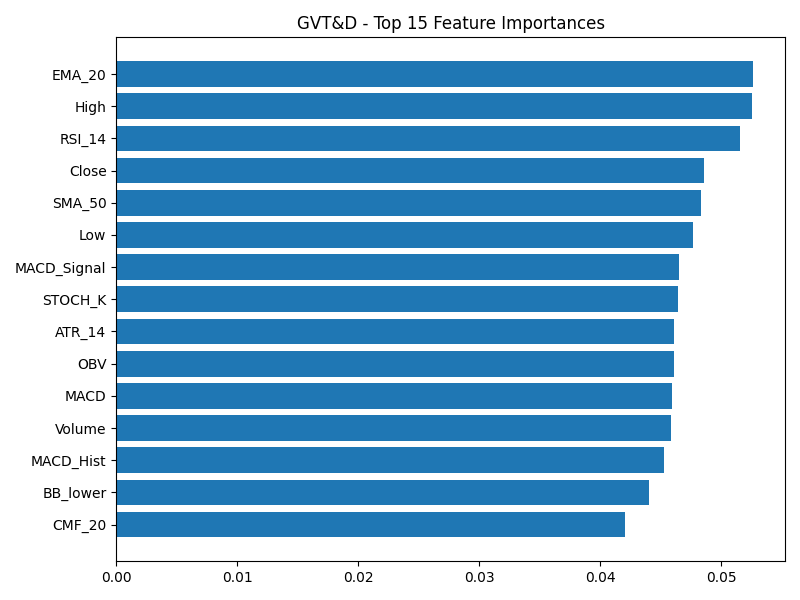 GVT&D - Top 15 Feature Importances
EMA_20
High
RSI_14
Close
SMA_50
Low
MACD_Signal
STOCH_K
ATR_14
OBV
MACD
Volume
MACD_Hist
BB_lower
CMF_20
0.00 0.01 0.02 0.03 0.04 0.05